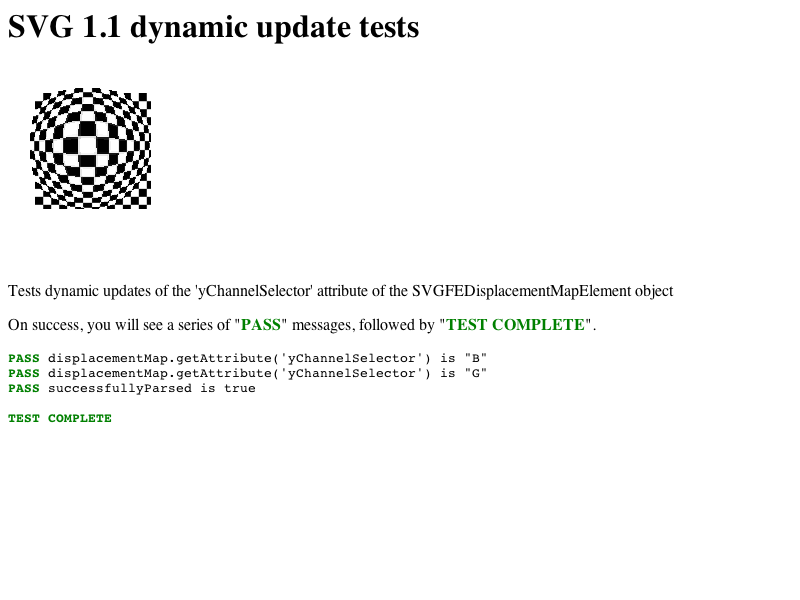 SVG 1.1 dynamic update tests
Tests dynamic updates of the 'yChannelSelector' attribute of the SVGFEDisplacementMapElement object
On success, you will see a series of "PASS" messages, followed by "TEST COMPLETE".
PASS displacementMap.getAttribute('yChannelSelector') is "B"
PASS displacementMap.getAttribute('yChannelSelector') is "G"
PASS successfullyParsed is true
TEST COMPLETE